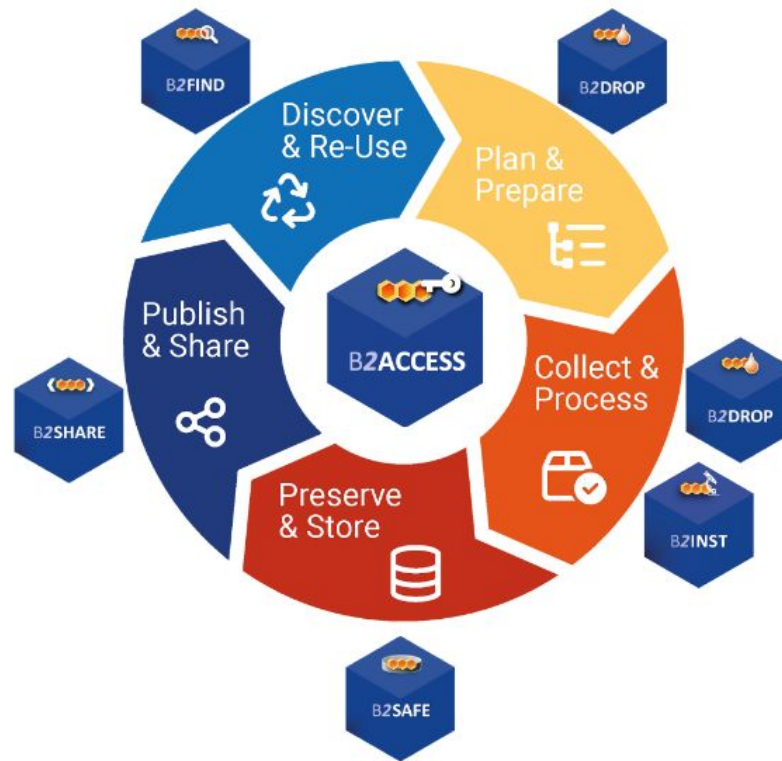 B2FIND
B2DROP
Discover
& Re-Use
Plan &
Prepare
Publish
& Share
B2ACCESS
Collect &
Process
B2SHARE
B2DROP
B2INST
Preserve
& Store
B2SAFE